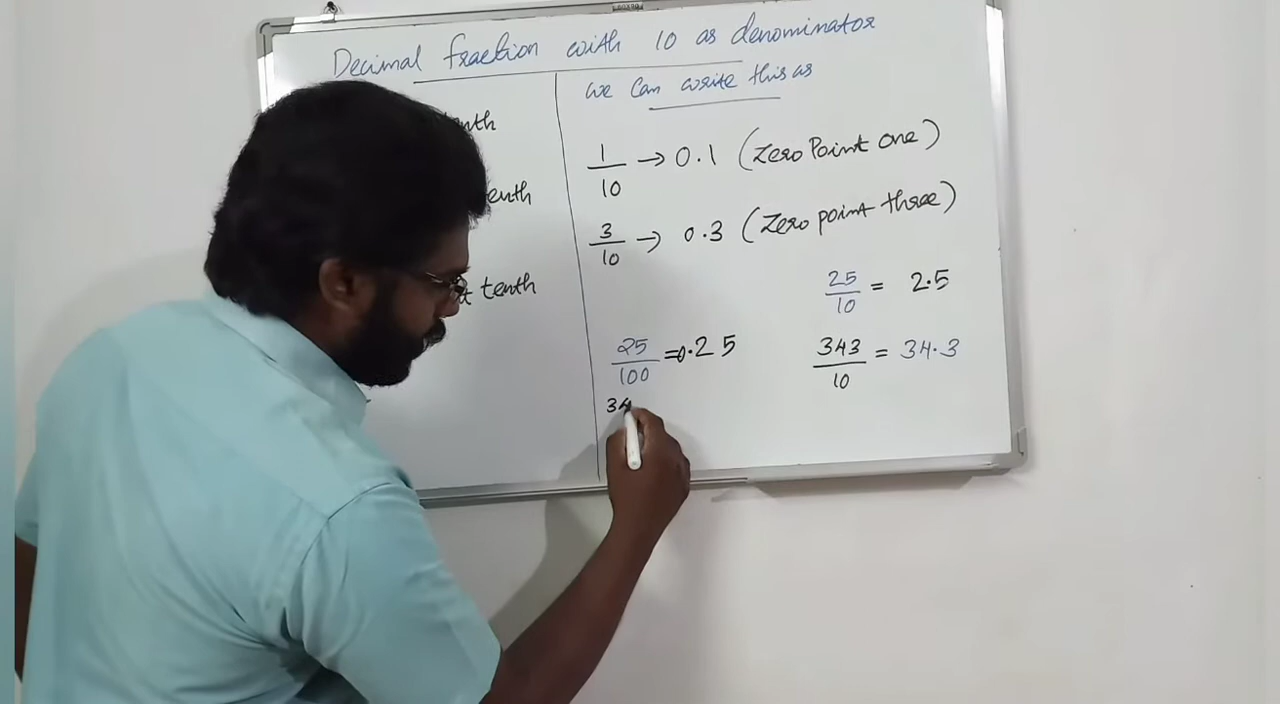 Decimal fraction with 10 as denominator
we can write this as
1/10 → 0.1 (Zero Point one)
3/10 → 0.3 (Zero point three)
tenth
25/10 = 2.5
25/100 = 0.25
343/10 = 34.3
34